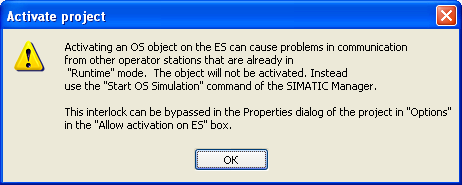 Activate project
Activating an OS object on the ES can cause problems in communication
from other operator stations that are already in
"Runtime" mode.  The object will not be activated. Instead
use the "Start OS Simulation" command of the SIMATIC Manager.
This interlock can be bypassed in the Properties dialog of the project in "Options"
in the "Allow activation on ES" box.
OK